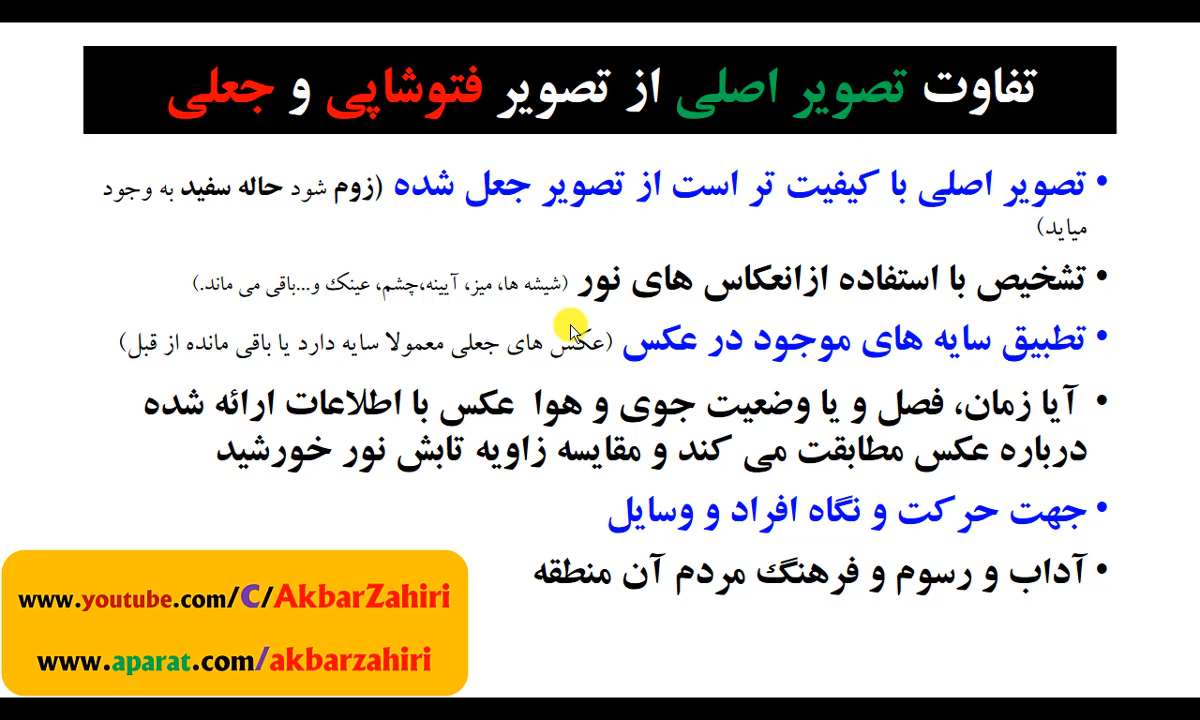 تفاوت تصویر اصلی از تصویر فتوشاپی و جعلی
• تصویر اصلی با کیفیت تر است از تصویر جعل شده (زوم شود حاله سفید به وجود
میاید)
• تشخیص با استفاده ازانعکاس های نور (شیشه ها، میز، آیینه،چشم، عینک و...باقی می ماند.)
• تطبیق سایه های موجود در عکس (عکس های جعلی معمولا سایه دارد یا باقی مانده از قبل)
• آیا زمان، فصل و یا وضعیت جوی و هوا عکس با اطلاعات ارائه شده
درباره عکس مطابقت می کند و مقایسه زاویه تابش نور خورشید
• جهت حرکت و نگاه افراد و وسایل
• آداب و رسوم و فرهنگ مردم آن منطقه
www.youtube.com/C/AkbarZahiri
www.aparat.com/akbarzahiri